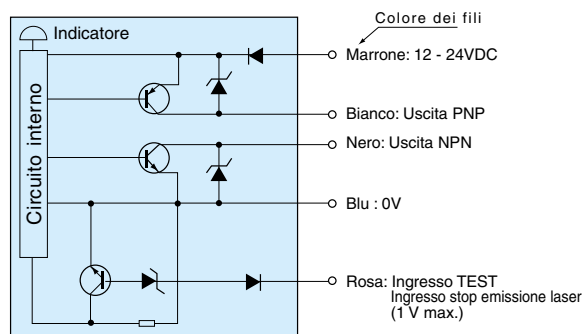 Colore dei fili
Indicatore
Marrone: 12 - 24VDC
Circuito interno
Bianco: Uscita PNP
Nero: Uscita NPN
Blu : 0V
Rosa: Ingresso TEST
Ingresso stop emissione laser
(1 V max.)